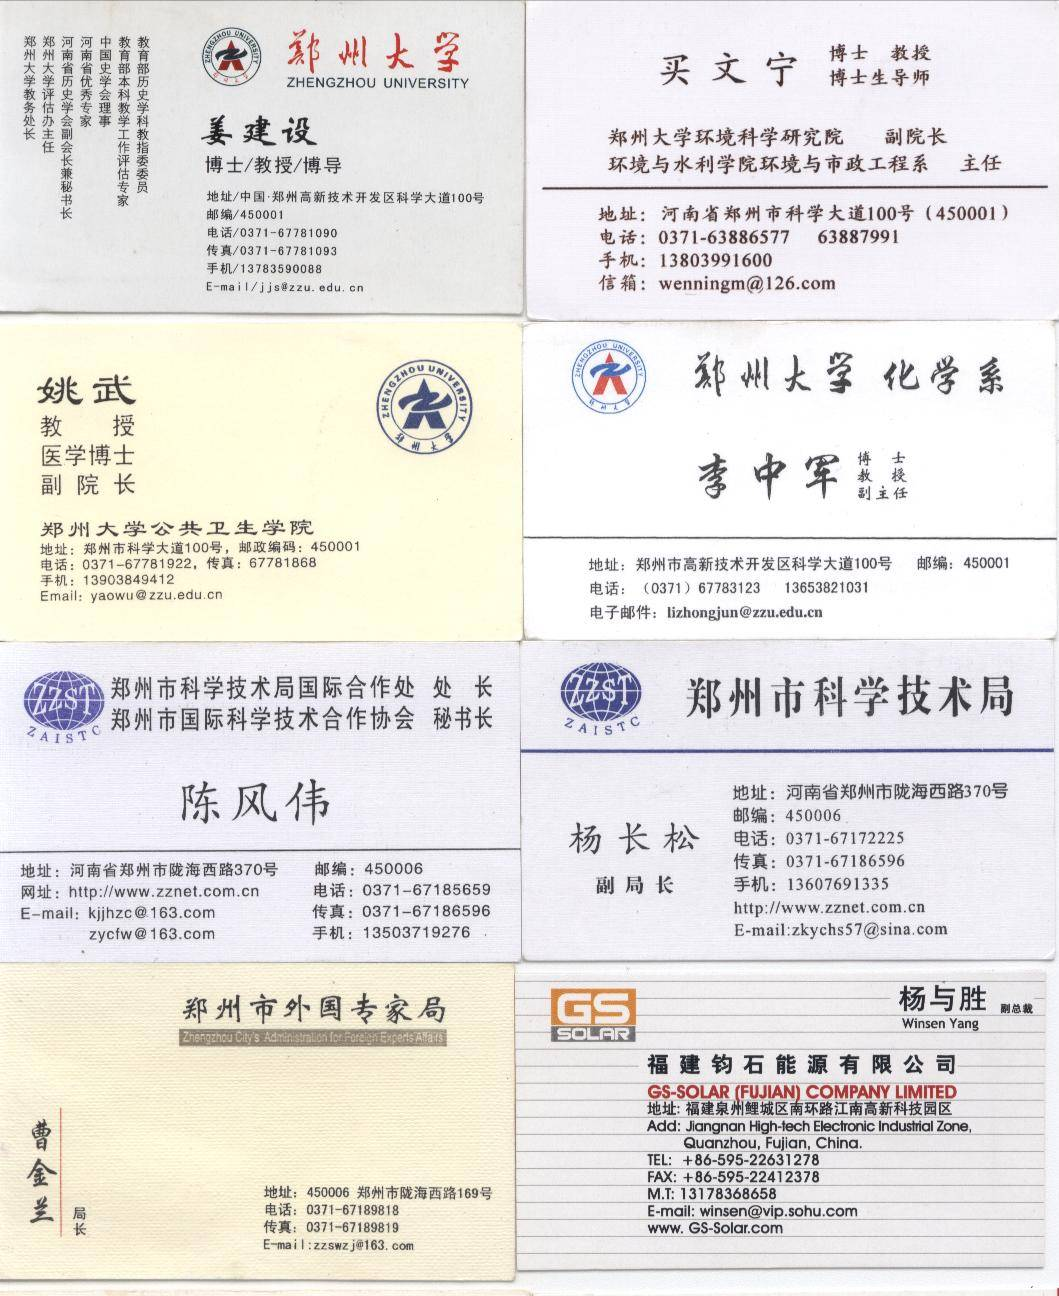 教育部历史学科教指委委员
教育部本科教学工作评估专家
中国史学会理事
河南省优秀专家
河南省历史学会副会长兼秘书长
郑州大学评估办主任
郑州大学教务处长
ZHENGZHOU UNIVERSITY
郑州大学
ZHENGZHOU UNIVERSITY
姜建设
博士/教授/博导
地址/中国·郑州高新技术开发区科学大道100号
邮编/450001
电话/0371-67781090
传真/0371-67781093
手机/13783590088
E-mail/jjs@zzu.edu.cn
买文宁 博士 教授
博士生导师
郑州大学环境科学研究院 副院长
环境与水利学院环境与市政工程系 主任
地址: 河南省郑州市科学大道100号(450001)
电话: 0371-63886577 63887991
手机: 13803991600
信箱: wenningm@126.com
姚武
教 授
医学博士
副院长
ZHENGZHOU UNIVERSITY
郑州大学
郑州大学公共卫生学院
地址: 郑州市科学大道100号, 邮政编码: 450001
电话: 0371-67781922, 传真: 67781868
手机: 13903849412
Email: yaowu@zzu.edu.cn
ZHENGZHOU UNIVERSITY
郑州大学
郑州大学 化学系
李中军 博 士
教 授
副主任
地址: 郑州市高新技术开发区科学大道100号 邮编: 450001
电话: (0371) 67783123 13653821031
电子邮件: lizhongjun@zzu.edu.cn
ZZST
ZAISTC
郑州市科学技术局国际合作处 处 长
郑州市国际科学技术合作协会 秘书长
陈风伟
地址: 河南省郑州市陇海西路370号 邮编: 450006
网址: http://www.zznet.com.cn 电话: 0371-67185659
E-mail: kjjhzc@163.com 传真: 0371-67186596
zycfw@163.com 手机: 13503719276
ZZST
ZAISTC
郑州市科学技术局
杨长松
副局长
地址: 河南省郑州市陇海西路370号
邮编: 450006
电话: 0371-67172225
传真: 0371-67186596
手机: 13607691335
http://www.zznet.com.cn
E-mail:zkychs57@sina.com
郑州市外国专家局
Zhengzhou City's Administration for Foreign Experts Affairs
曹金兰 局长
地址: 450006 郑州市陇海西路169号
电话: 0371-67189818
传真: 0371-67189819
E-mail:zzswzj@163.com
GS
SOLAR
杨与胜 副总裁
Winsen Yang
福建钧石能源有限公司
GS-SOLAR (FUJIAN) COMPANY LIMITED
地址: 福建泉州鲤城区南环路江南高新科技园区
Add: Jiangnan High-tech Electronic Industrial Zone,
Quanzhou, Fujian, China.
TEL: +86-595-22631278
FAX: +86-595-22412378
M.T: 13178368658
E-mail: winsen@vip.sohu.com
www. GS-Solar.com